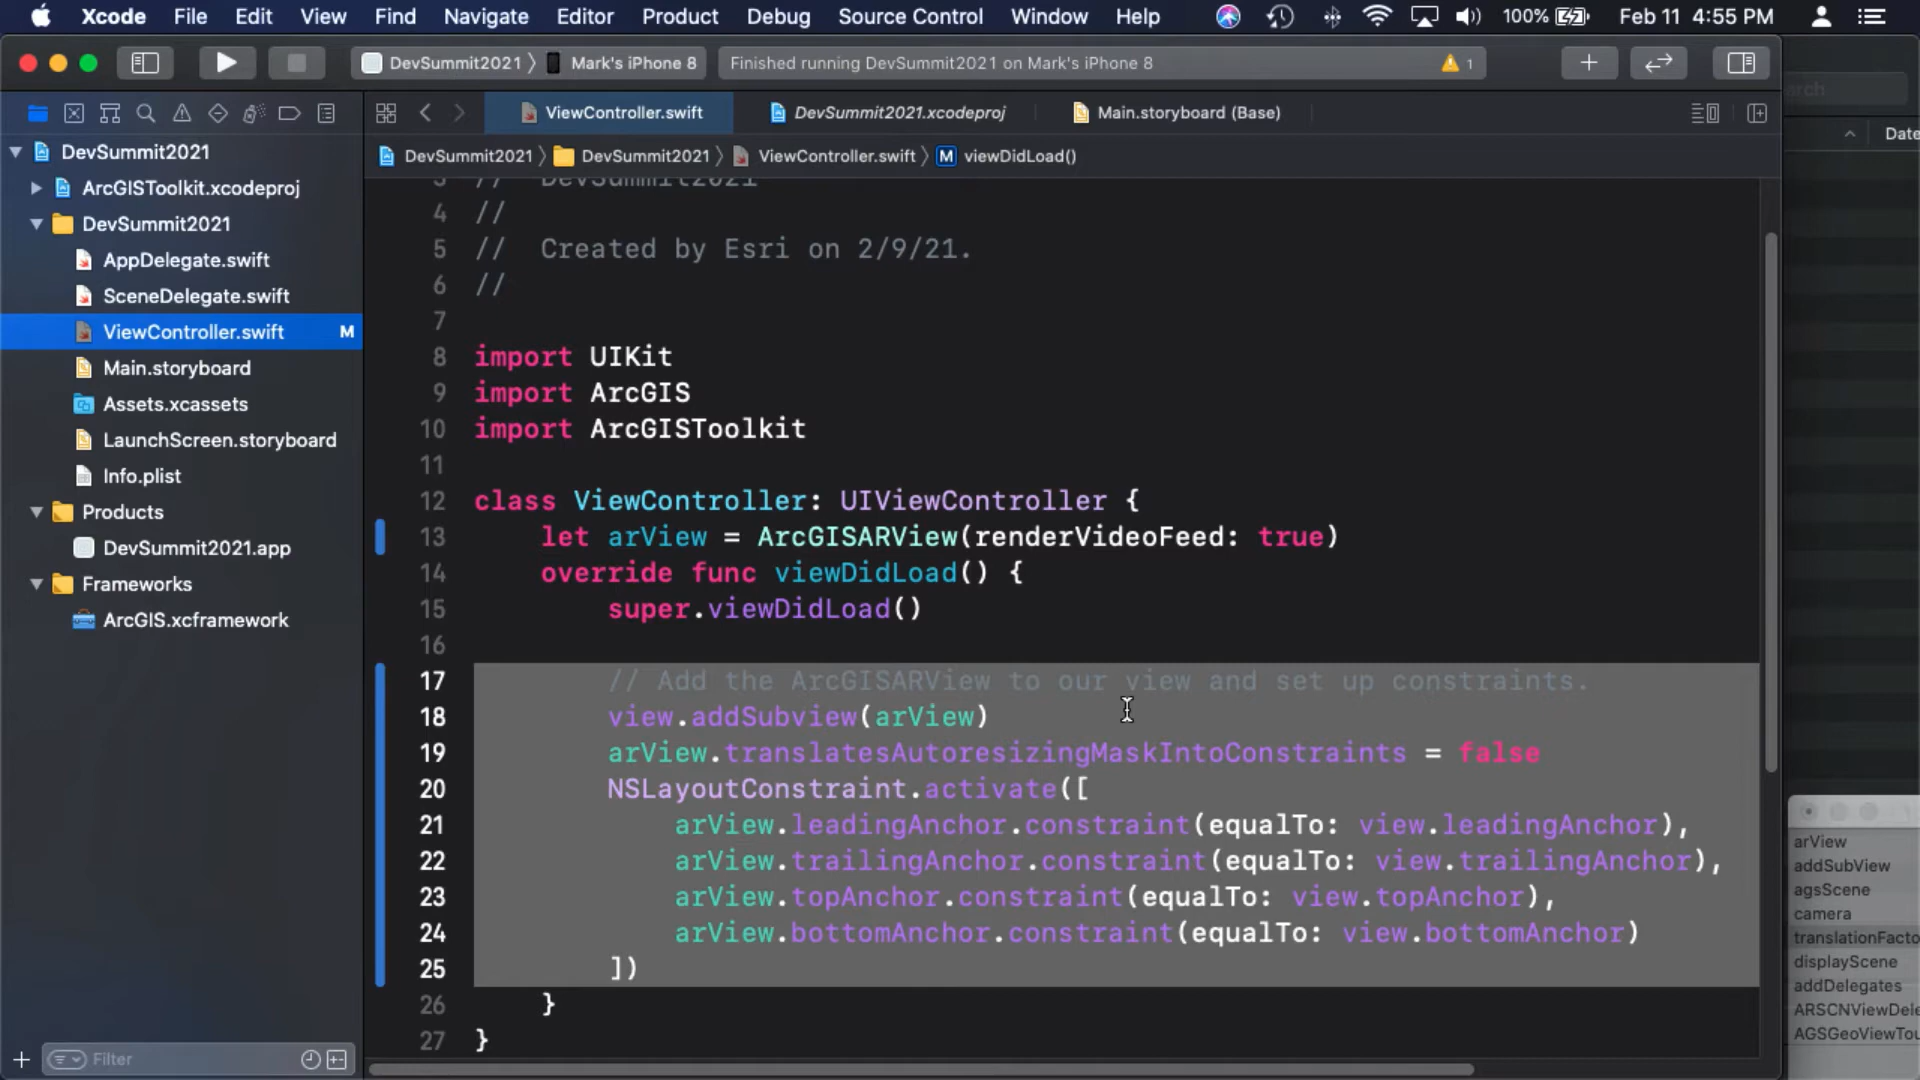 Xcode File Edit View Find Navigate Editor Product Debug Source Control Window Help 100% Feb 11 4:55 PM
DevSummit2021 Mark's iPhone 8 Finished running DevSummit2021 on Mark's iPhone 8 1
ViewController.swift DevSummit2021.xcodeproj Main.storyboard (Base)
Date
DevSummit2021 DevSummit2021 ViewController.swift M viewDidLoad()
DevSummit2021
ArcGISToolkit.xcodeproj
DevSummit2021
AppDelegate.swift
SceneDelegate.swift
ViewController.swift M
Main.storyboard
Assets.xcassets
LaunchScreen.storyboard
Info.plist
Products
DevSummit2021.app
Frameworks
ArcGIS.xcframework
Filter
3 // DevSummit2021
4 //
5 // Created by Esri on 2/9/21.
6 //
7
8 import UIKit
9 import ArcGIS
10 import ArcGISToolkit
11
12 class ViewController: UIViewController {
13 let arView = ArcGISARView(renderVideoFeed: true)
14 override func viewDidLoad() {
15 super.viewDidLoad()
16
17 // Add the ArcGISARView to our view and set up constraints.
18 view.addSubview(arView)
19 arView.translatesAutoresizingMaskIntoConstraints = false
20 NSLayoutConstraint.activate([
21 arView.leadingAnchor.constraint(equalTo: view.leadingAnchor),
22 arView.trailingAnchor.constraint(equalTo: view.trailingAnchor),
23 arView.topAnchor.constraint(equalTo: view.topAnchor),
24 arView.bottomAnchor.constraint(equalTo: view.bottomAnchor)
25 ])
26 }
27 }
arView
addSubView
agsScene
camera
translationFacto
displayScene
addDelegates
ARSCNViewDele
AGSGeoViewTou